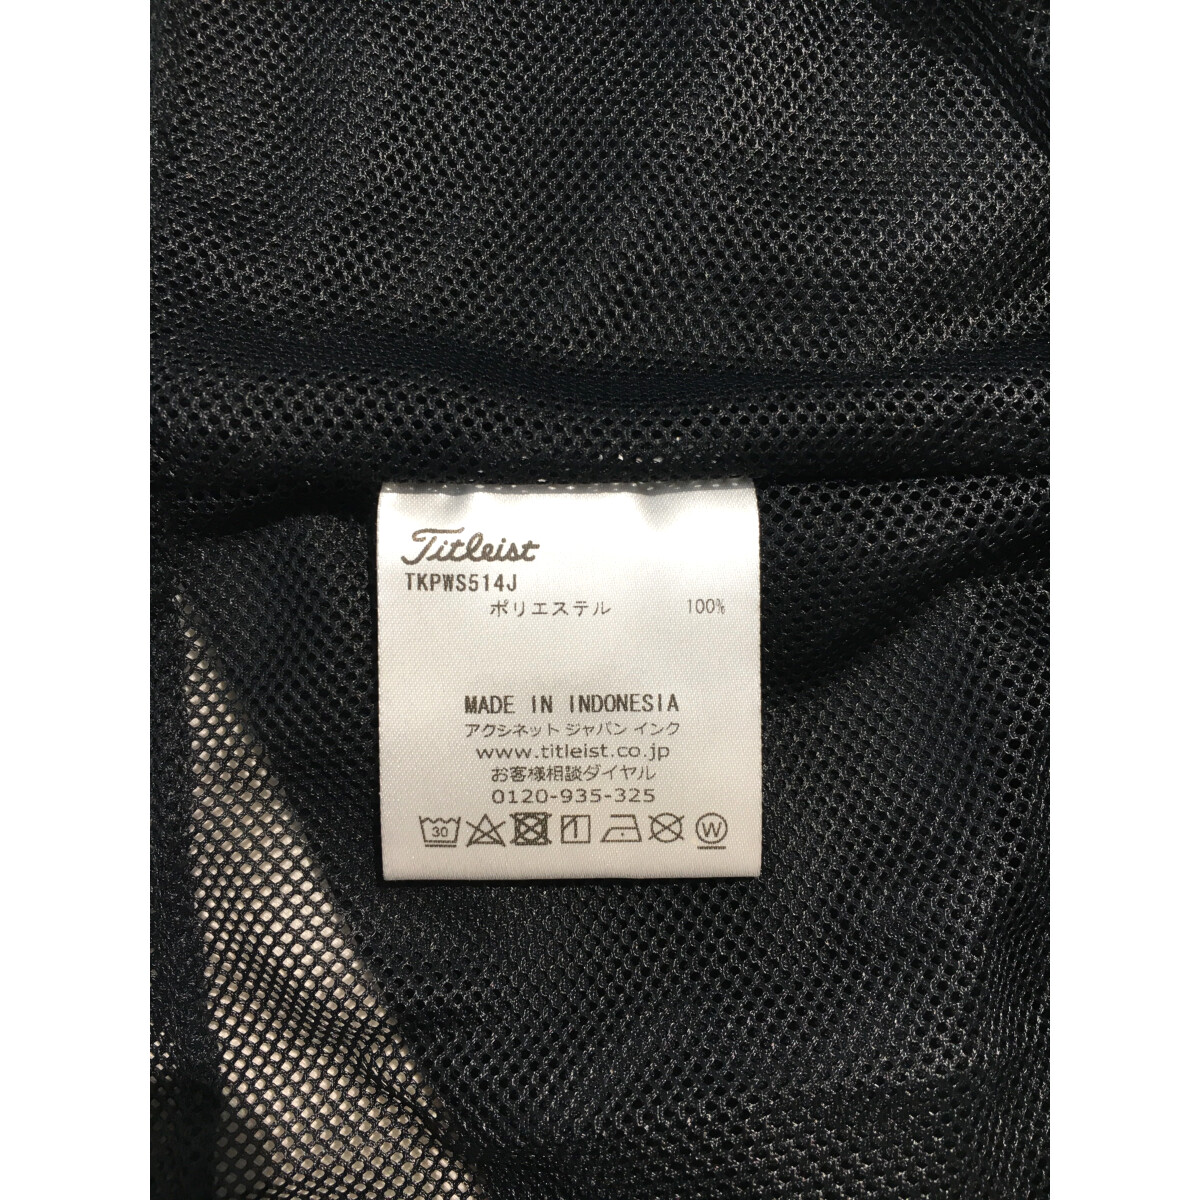 Titleist
TKPWS514J
ポリエステル 100%
MADE IN INDONESIA
アクシネット ジャパン インク
www.titleist.co.jp
お客様相談ダイヤル
0120-935-325
30 W